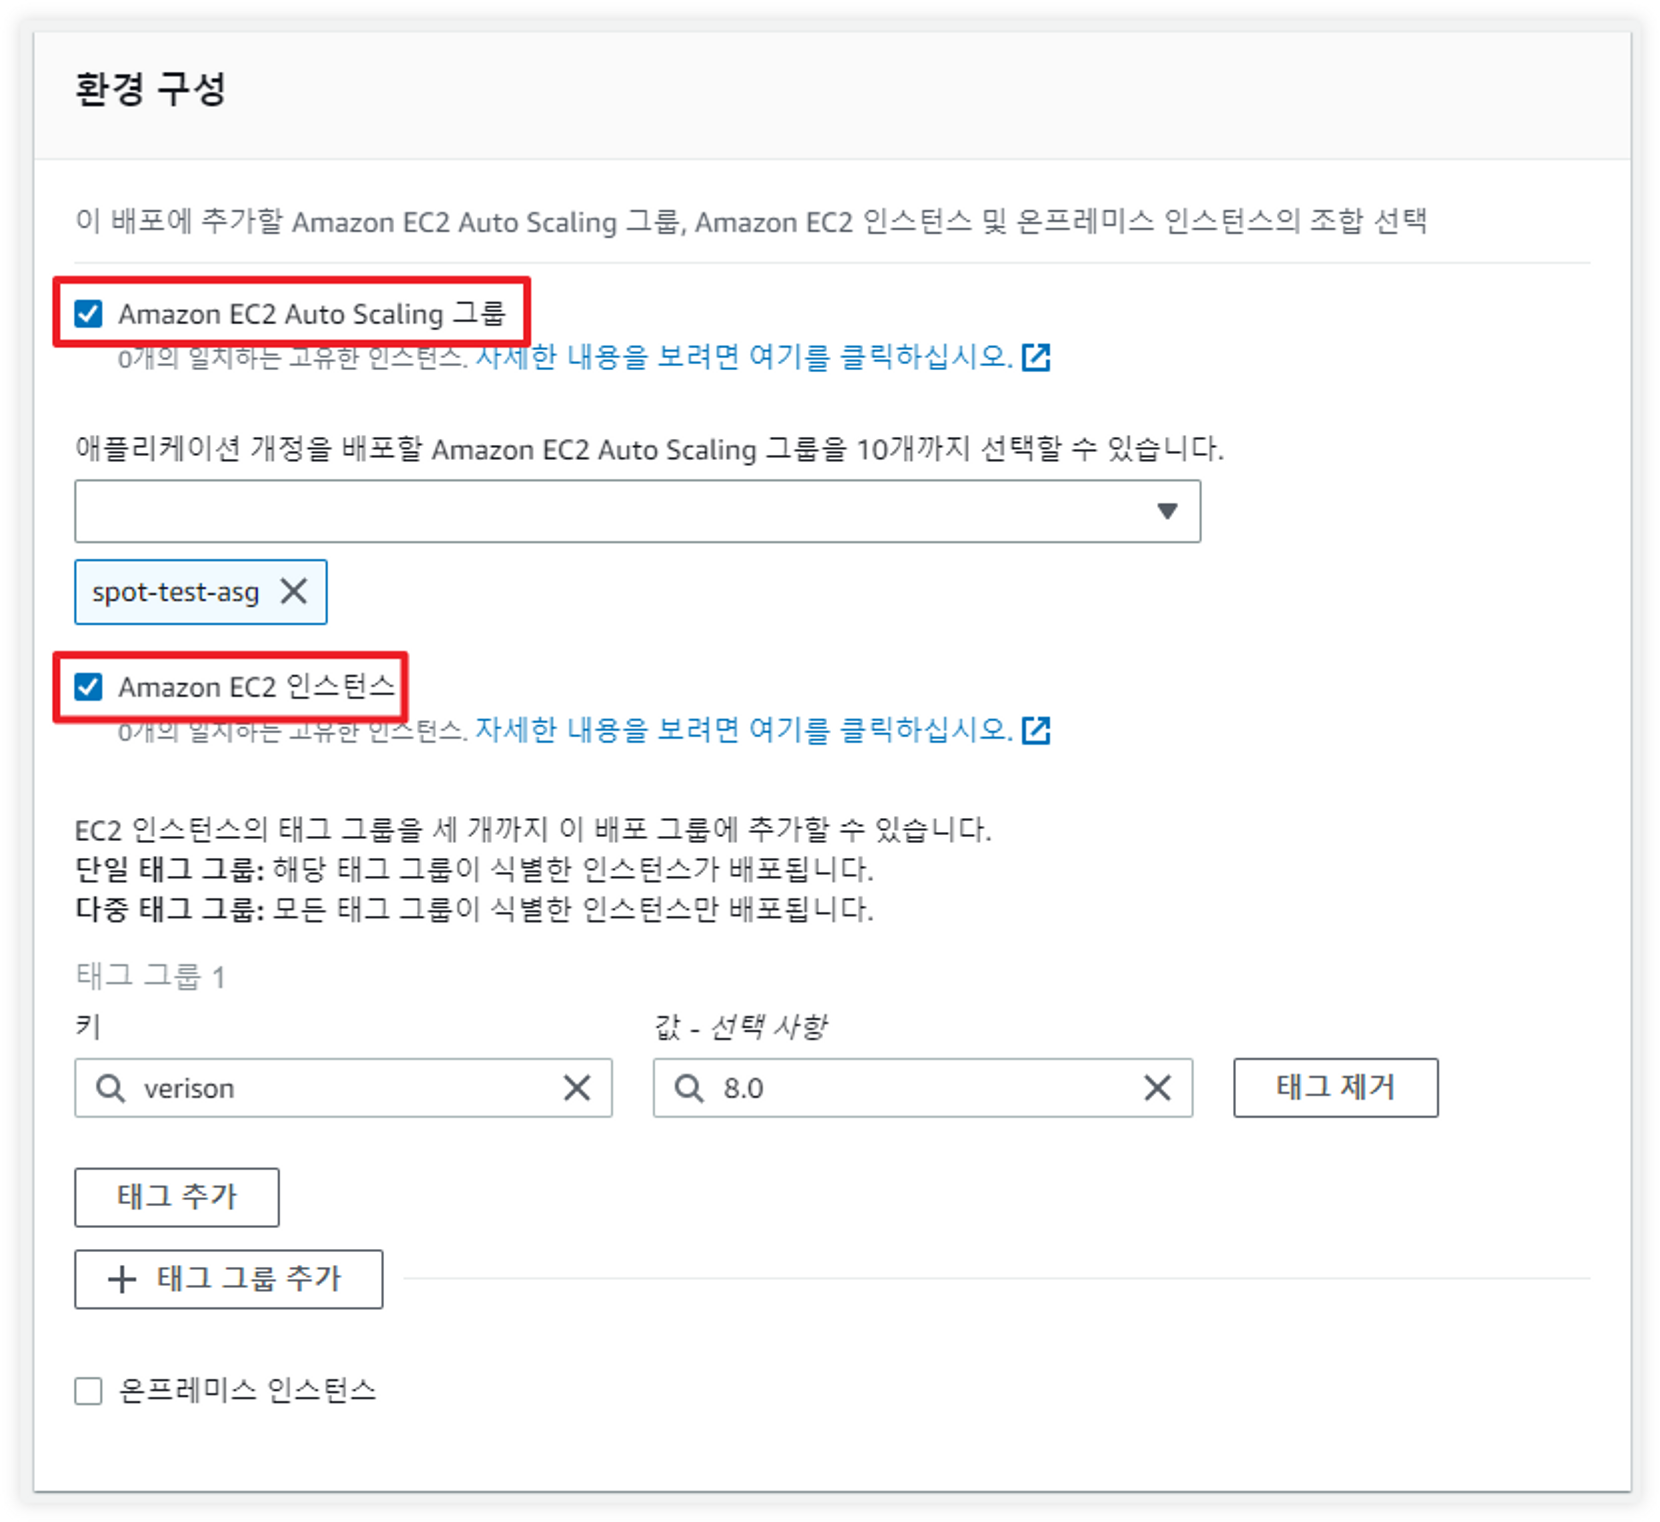 환경 구성
이 배포에 추가할 Amazon EC2 Auto Scaling 그룹, Amazon EC2 인스턴스 및 온프레미스 인스턴스의 조합 선택
Amazon EC2 Auto Scaling 그룹
0개의 일치하는 고유한 인스턴스. 자세한 내용을 보려면 여기를 클릭하십시오.
애플리케이션 개정을 배포할 Amazon EC2 Auto Scaling 그룹을 10개까지 선택할 수 있습니다.
spot-test-asg
Amazon EC2 인스턴스
0개의 일치하는 고유한 인스턴스. 자세한 내용을 보려면 여기를 클릭하십시오.
EC2 인스턴스의 태그 그룹을 세 개까지 이 배포 그룹에 추가할 수 있습니다.
단일 태그 그룹: 해당 태그 그룹이 식별한 인스턴스가 배포됩니다.
다중 태그 그룹: 모든 태그 그룹이 식별한 인스턴스만 배포됩니다.
태그 그룹 1
키 값 - 선택 사항
verison 8.0 태그 제거
태그 추가
태그 그룹 추가
온프레미스 인스턴스